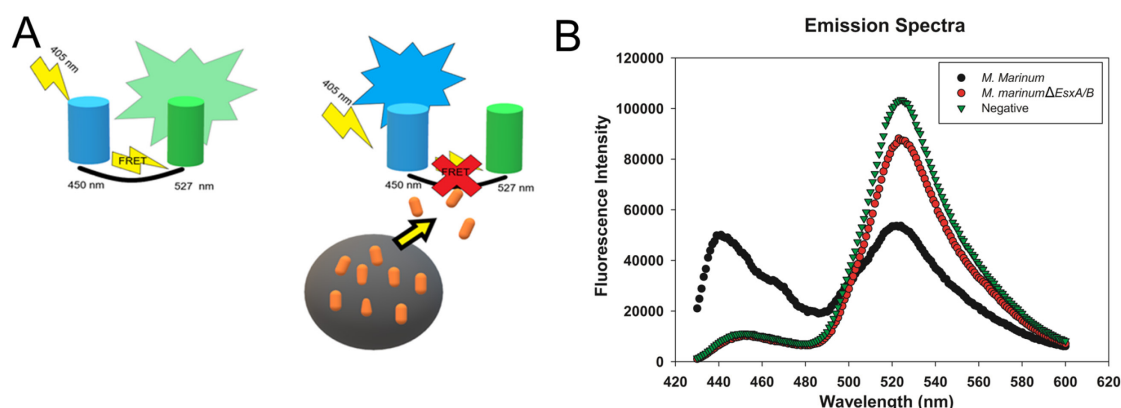 A
405 nm
FRET
450 nm
527 nm
405 nm
FRET
450 nm
527 nm
B
Emission Spectra
Fluorescence Intensity
120000
100000
80000
60000
40000
20000
0
M. Marinum
M. marinumΔEsxA/B
Negative
420 440 460 480 500 520 540 560 580 600 620
Wavelength (nm)